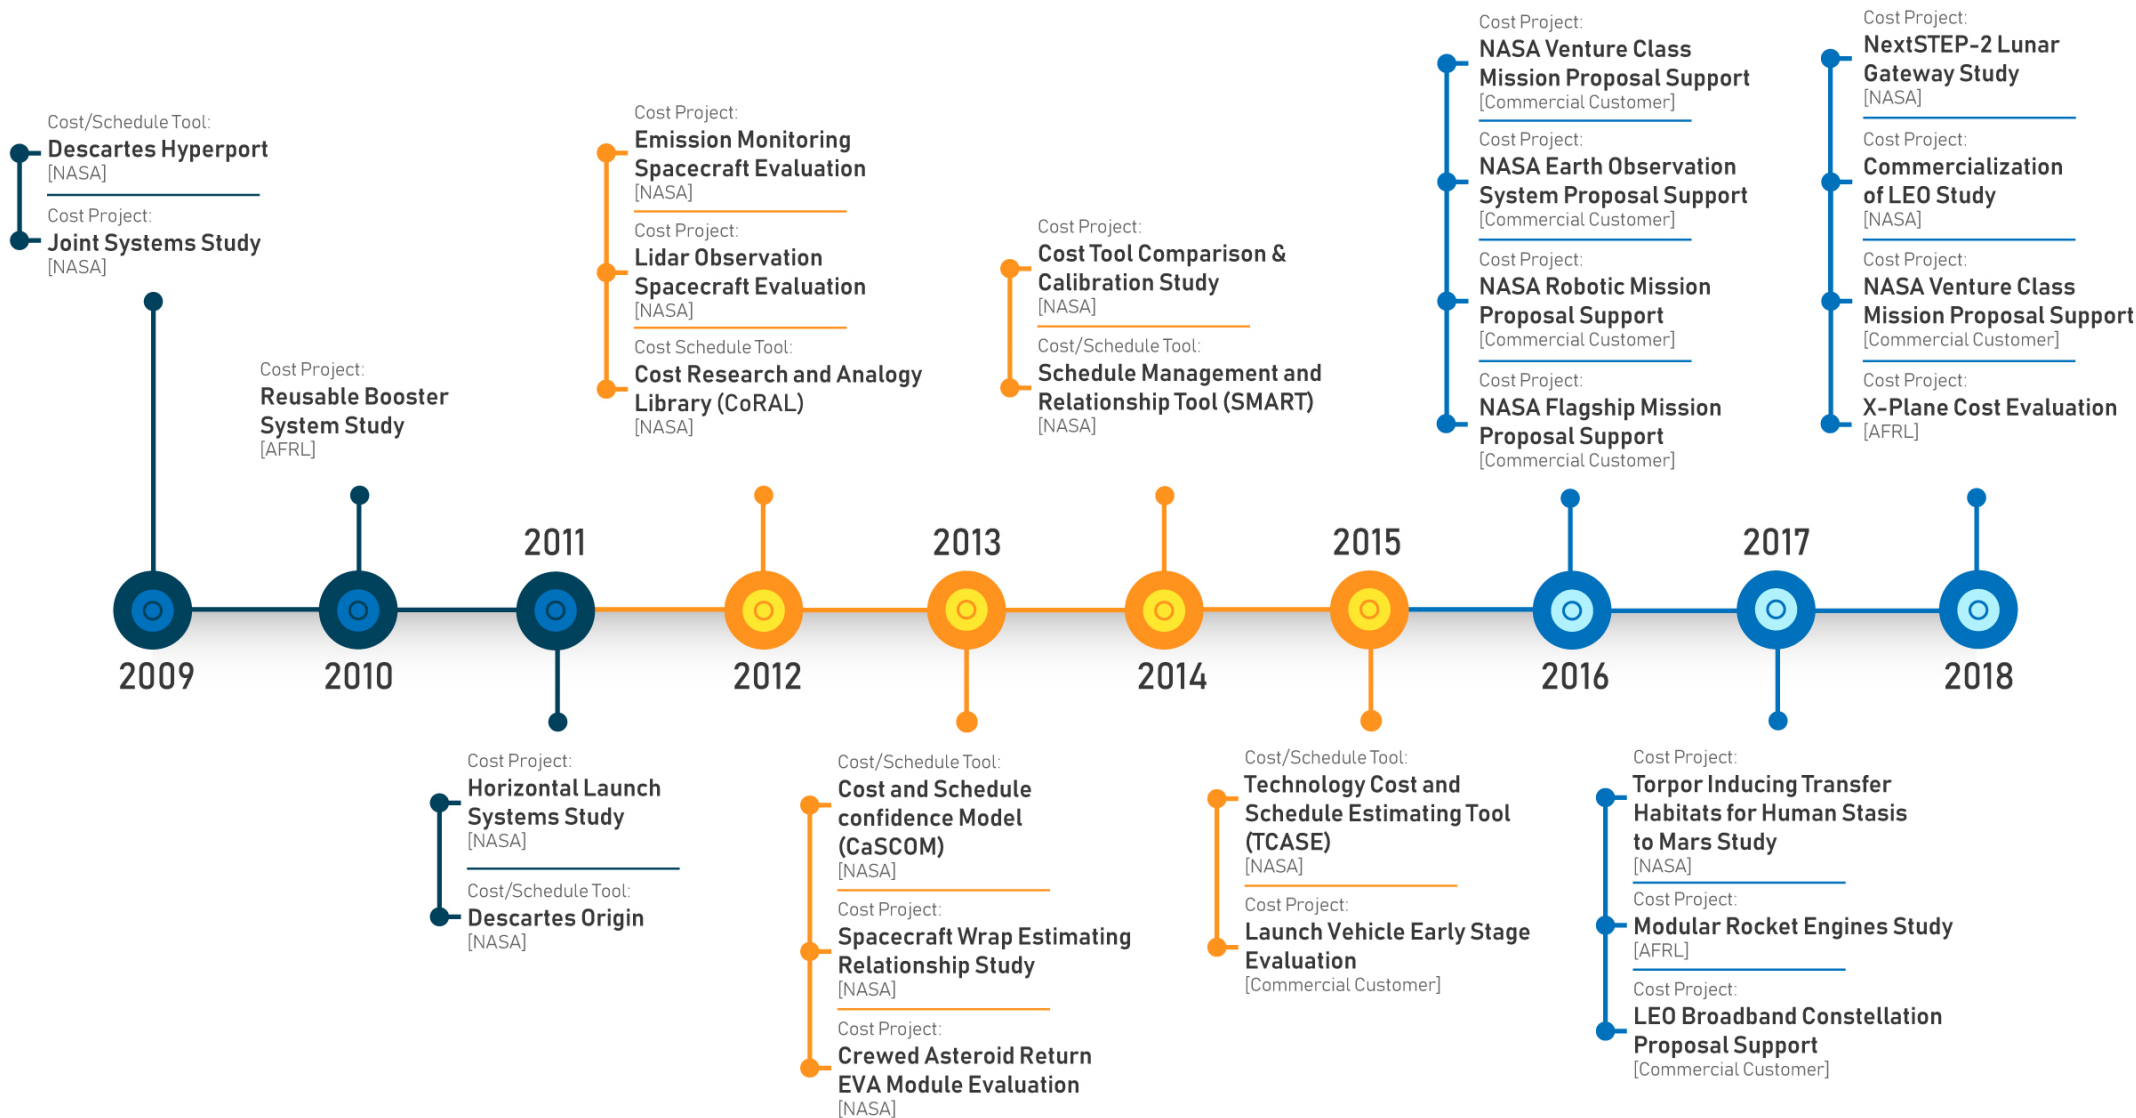 Cost/Schedule Tool:
Descartes Hyperport
[NASA]
Cost Project:
Joint Systems Study
[NASA]
2009
Cost Project:
Reusable Booster
System Study
[AFRL]
2010
2011
Cost Project:
Horizontal Launch
Systems Study
[NASA]
Cost/Schedule Tool:
Descartes Origin
[NASA]
Cost Project:
Emission Monitoring
Spacecraft Evaluation
[NASA]
Cost Project:
Lidar Observation
Spacecraft Evaluation
[NASA]
Cost Schedule Tool:
Cost Research and Analogy
Library (CoRAL)
[NASA]
2012
2013
Cost/Schedule Tool:
Cost and Schedule
confidence Model
(CaSCOM)
[NASA]
Cost Project:
Spacecraft Wrap Estimating
Relationship Study
[NASA]
Cost Project:
Crewed Asteroid Return
EVA Module Evaluation
[NASA]
Cost Project:
Cost Tool Comparison &
Calibration Study
[NASA]
Cost/Schedule Tool:
Schedule Management and
Relationship Tool (SMART)
[NASA]
2014
2015
Cost/Schedule Tool:
Technology Cost and
Schedule Estimating Tool
(TCASE)
[NASA]
Cost Project:
Launch Vehicle Early Stage
Evaluation
[Commercial Customer]
Cost Project:
NASA Venture Class
Mission Proposal Support
[Commercial Customer]
Cost Project:
NASA Earth Observation
System Proposal Support
[Commercial Customer]
Cost Project:
NASA Robotic Mission
Proposal Support
[Commercial Customer]
Cost Project:
NASA Flagship Mission
Proposal Support
[Commercial Customer]
2016
2017
Cost Project:
Torpor Inducing Transfer
Habitats for Human Stasis
to Mars Study
[NASA]
Cost Project:
Modular Rocket Engines Study
[AFRL]
Cost Project:
LEO Broadband Constellation
Proposal Support
[Commercial Customer]
Cost Project:
NextSTEP-2 Lunar
Gateway Study
[NASA]
Cost Project:
Commercialization
of LEO Study
[NASA]
Cost Project:
NASA Venture Class
Mission Proposal Support
[Commercial Customer]
Cost Project:
X-Plane Cost Evaluation
[AFRL]
2018